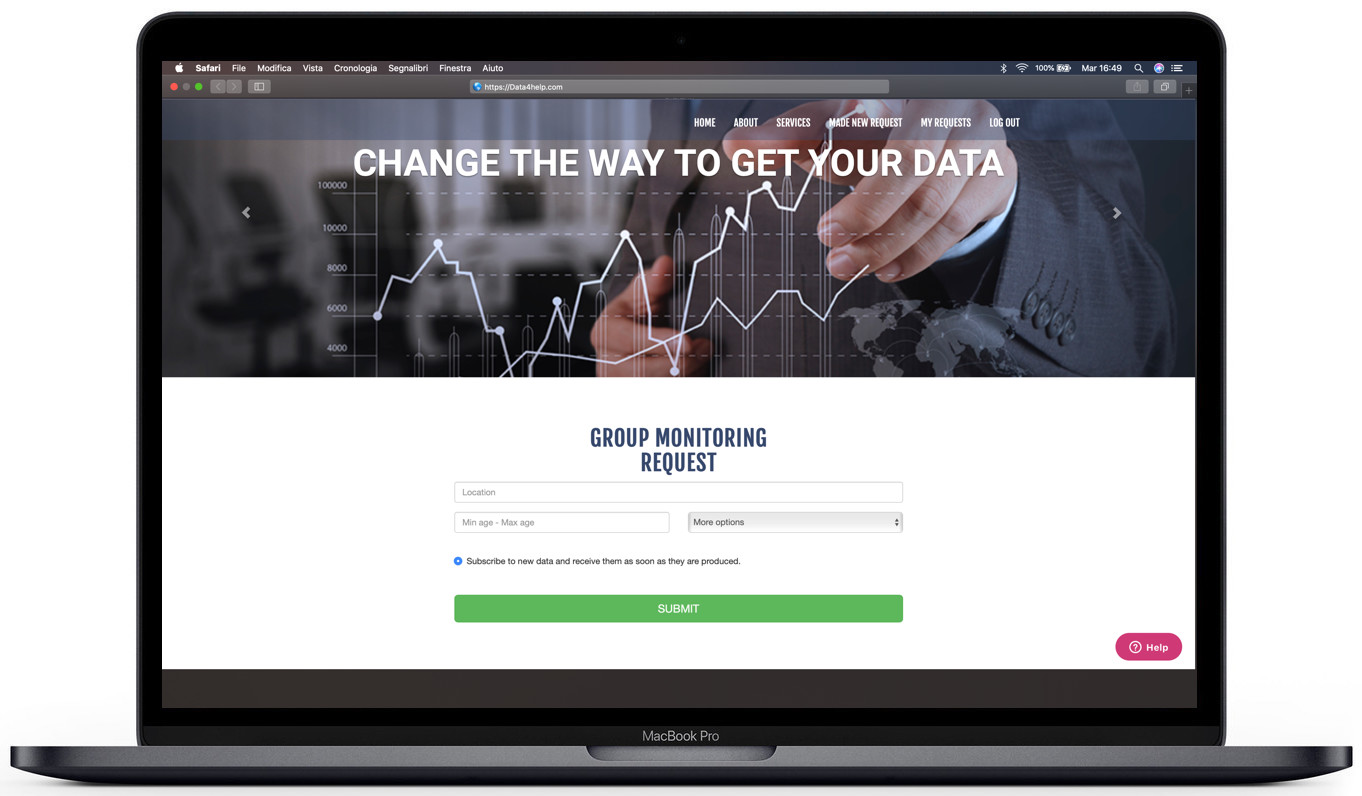 Safari File Modifica Vista Cronologia Segnalibri Finestra Aiuto 100% Mar 16:49
https://Data4help.com
HOME ABOUT SERVICES MADE NEW REQUEST MY REQUESTS LOG OUT
CHANGE THE WAY TO GET YOUR DATA
100000
10000
8000
6000
4000
GROUP MONITORING
REQUEST
Location
Min age - Max age More options
Subscribe to new data and receive them as soon as they are produced.
SUBMIT
? Help
MacBook Pro